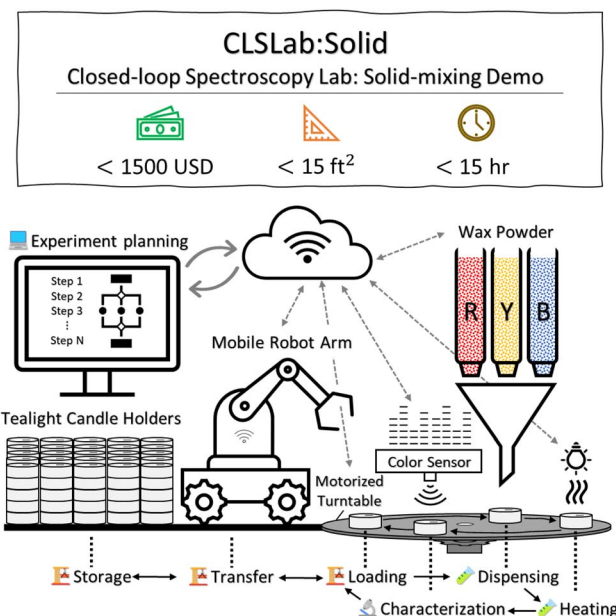 CLSLab:Solid
Closed-loop Spectroscopy Lab: Solid-mixing Demo
< 1500 USD
< 15 ft²
< 15 hr
Experiment planning
Wax Powder
Step 1
Step 2
Step 3
⋮
Step N
R Y B
Mobile Robot Arm
Tealight Candle Holders
Color Sensor
Motorized
Turntable
Storage
Transfer
Loading
Dispensing
Characterization
Heating